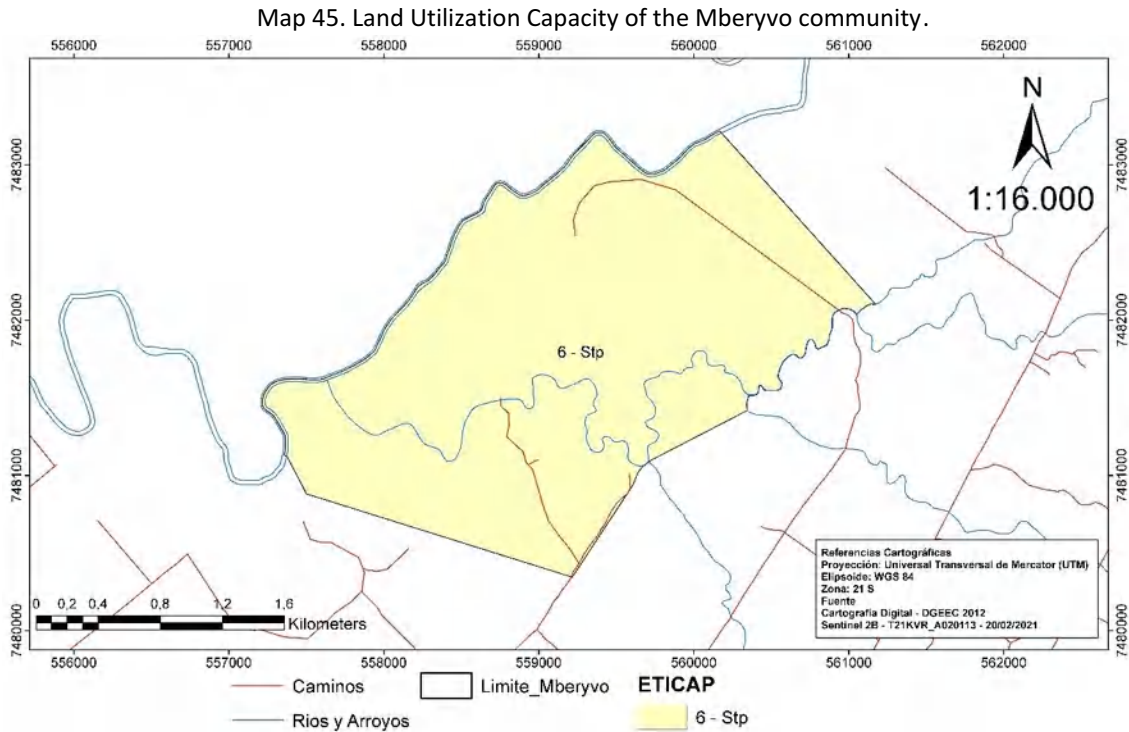 Map 45. Land Utilization Capacity of the Mberyvo community.
556000 557000 558000 559000 560000 561000 562000
N
1:16.000
7483000 7483000
7482000 7482000
6 - Stp
7481000 7481000
Referencias Cartográficas
Proyección: Universal Transversal de Mercator (UTM)
Elipsoide: WGS 84
Zona: 21 S
Fuente
Cartografía Digital - DGEEC 2012
Sentinel 2B - T21KVR_A020113 - 20/02/2021
0 0,2 0,4 0,8 1,2 1,6
Kilometers
7480000 7480000
556000 557000 558000 559000 560000 561000 562000
Caminos Limite_Mberyvo ETICAP
Rios y Arroyos 6 - Stp